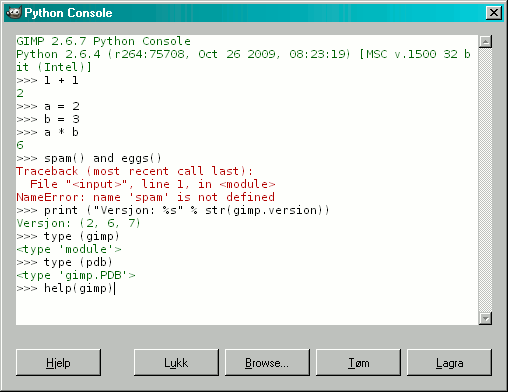 Python Console
GIMP 2.6.7 Python Console
Python 2.6.4 (r264:75708, Oct 26 2009, 08:23:19) [MSC v.1500 32 b
it (Intel)]
>>> 1 + 1
2
>>> a = 2
>>> b = 3
>>> a * b
6
>>> spam() and eggs()
Traceback (most recent call last):
  File "<input>", line 1, in <module>
NameError: name 'spam' is not defined
>>> print ("Versjon: %s" % str(gimp.version))
Versjon: (2, 6, 7)
>>> type (gimp)
<type 'module'>
>>> type (pdb)
<type 'gimp.PDB'>
>>> help(gimp)
Hjelp Lykk Browse... Tøm Lagra